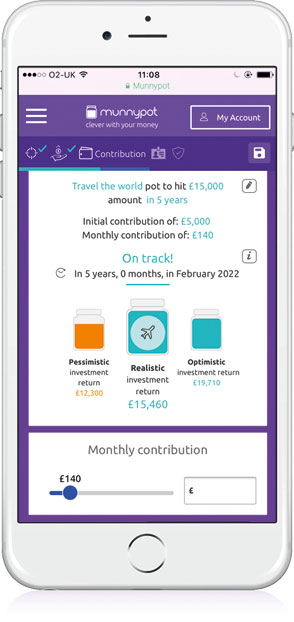 O2-UK 11:08
Munnypot
munnypot
clever with your money
My Account
Contribution
Travel the world pot to hit £15,000
amount in 5 years
Initial contribution of: £5,000
Monthly contribution of: £140
On track!
In 5 years, 0 months, in February 2022
Pessimistic
investment
return
£12,300
Realistic
investment
return
£15,460
Optimistic
investment return
£19,710
Monthly contribution
£140
£